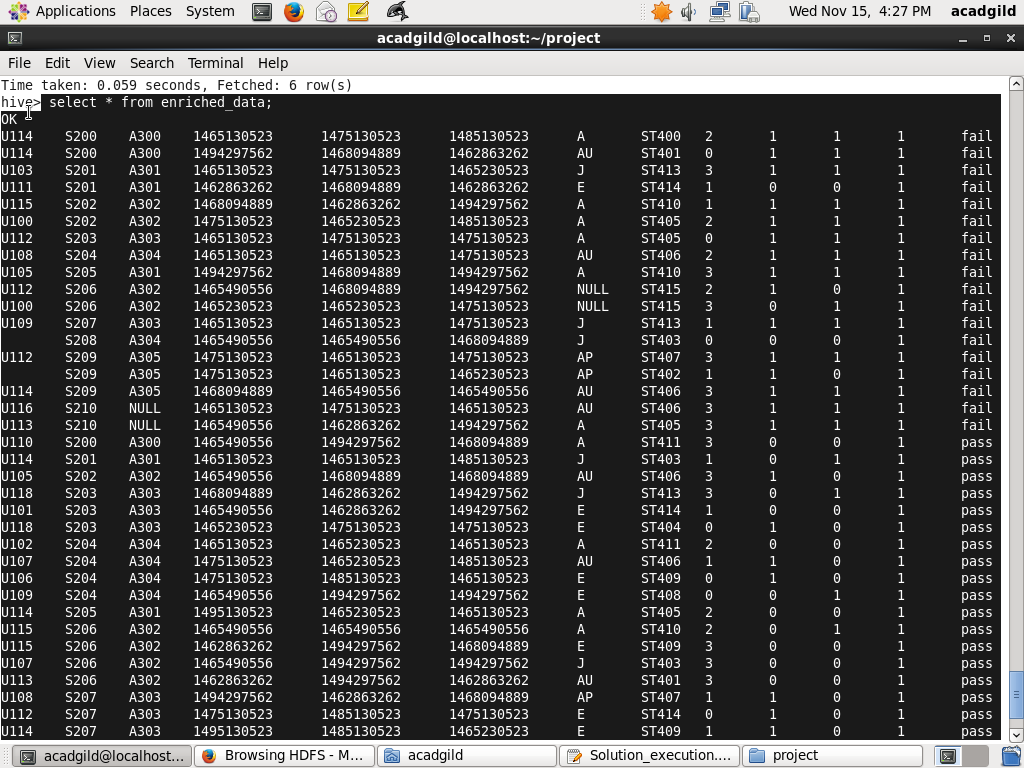 Applications Places System Wed Nov 15, 4:27 PM acadgild
acadgild@localhost:~/project
File Edit View Search Terminal Help
Time taken: 0.059 seconds, Fetched: 6 row(s)
hive> select * from enriched_data;
OK
U114 S200 A300 1465130523 1475130523 1485130523 A ST400 2 1 1 1 fail
U114 S200 A300 1494297562 1468094889 1462863262 AU ST401 0 1 1 1 fail
U103 S201 A301 1465130523 1475130523 1465230523 J ST413 3 1 1 1 fail
U111 S201 A301 1462863262 1468094889 1462863262 E ST414 1 0 0 1 fail
U115 S202 A302 1468094889 1462863262 1494297562 A ST410 1 1 1 1 fail
U100 S202 A302 1475130523 1465230523 1485130523 A ST405 2 1 1 1 fail
U112 S203 A303 1465130523 1475130523 1475130523 A ST405 0 1 1 1 fail
U108 S204 A304 1465130523 1465130523 1475130523 AU ST406 2 1 1 1 fail
U105 S205 A301 1494297562 1468094889 1494297562 A ST410 3 1 1 1 fail
U112 S206 A302 1465490556 1468094889 1494297562 NULL ST415 2 1 0 1 fail
U100 S206 A302 1465230523 1465230523 1475130523 NULL ST415 3 0 1 1 fail
U109 S207 A303 1465130523 1465130523 1475130523 J ST413 1 1 1 1 fail
S208 A304 1465490556 1465490556 1468094889 J ST403 0 0 0 1 fail
U112 S209 A305 1475130523 1465130523 1475130523 AP ST407 3 1 1 1 fail
S209 A305 1475130523 1465130523 1465230523 AP ST402 1 1 0 1 fail
U114 S209 A305 1468094889 1465490556 1465490556 AU ST406 3 1 1 1 fail
U116 S210 NULL 1465130523 1475130523 1465130523 AU ST406 3 1 1 1 fail
U113 S210 NULL 1465490556 1462863262 1494297562 A ST405 3 1 1 1 fail
U110 S200 A300 1465490556 1494297562 1468094889 A ST411 3 0 0 1 pass
U114 S201 A301 1465130523 1465130523 1485130523 J ST403 1 0 1 1 pass
U105 S202 A302 1465490556 1468094889 1468094889 AU ST406 3 1 0 1 pass
U118 S203 A303 1468094889 1462863262 1494297562 J ST413 3 0 1 1 pass
U101 S203 A303 1465490556 1462863262 1494297562 E ST414 1 0 0 1 pass
U118 S203 A303 1465230523 1475130523 1475130523 E ST404 0 1 0 1 pass
U102 S204 A304 1465130523 1465230523 1465130523 A ST411 2 0 0 1 pass
U107 S204 A304 1475130523 1465230523 1485130523 AU ST406 1 1 0 1 pass
U106 S204 A304 1475130523 1485130523 1465130523 E ST409 0 1 0 1 pass
U109 S204 A304 1465490556 1494297562 1494297562 E ST408 0 0 1 1 pass
U114 S205 A301 1495130523 1465230523 1465130523 A ST405 2 0 0 1 pass
U115 S206 A302 1465490556 1465490556 1465490556 A ST410 2 0 1 1 pass
U115 S206 A302 1462863262 1494297562 1468094889 E ST409 3 0 0 1 pass
U107 S206 A302 1465490556 1494297562 1494297562 J ST403 3 0 0 1 pass
U113 S206 A302 1462863262 1494297562 1462863262 AU ST401 3 0 0 1 pass
U108 S207 A303 1494297562 1462863262 1468094889 AP ST407 1 1 0 1 pass
U112 S207 A303 1475130523 1485130523 1475130523 E ST414 0 1 0 1 pass
U114 S207 A303 1495130523 1465130523 1465230523 E ST409 1 1 0 1 pass
acadgild@localhost:... Browsing HDFS - M... acadgild Solution_execution.... project